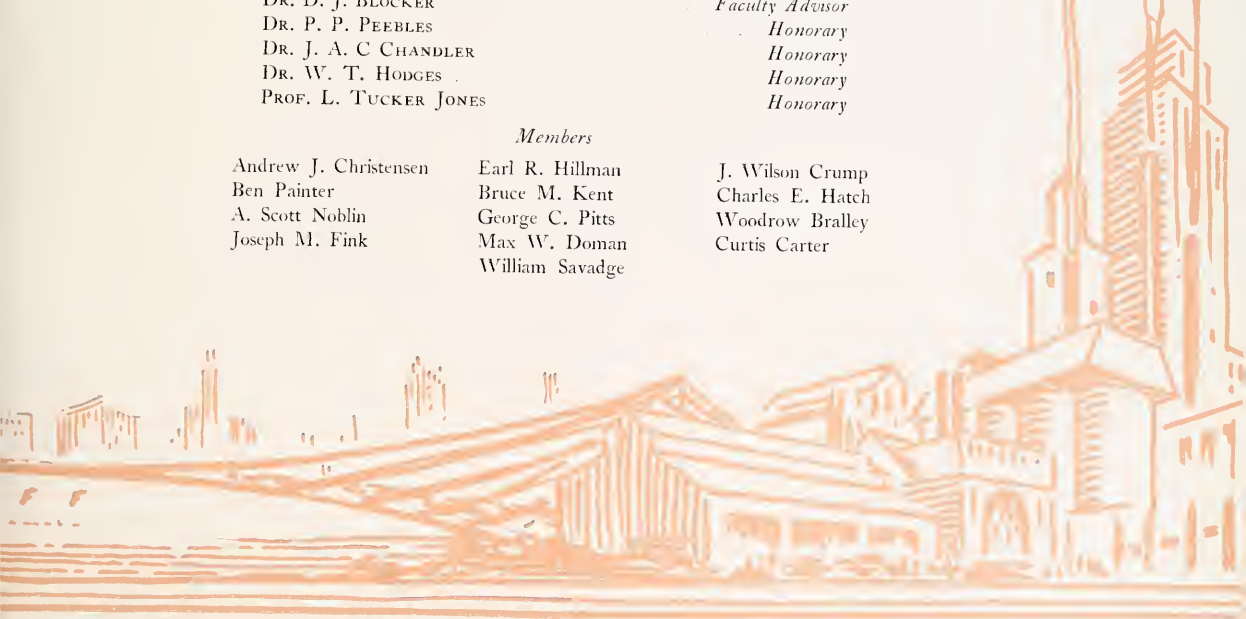 DR. D. J. BLOCKER Faculty Advisor
DR. P. P. PEEBLES Honorary
DR. J. A. C CHANDLER Honorary
DR. W. T. HODGES . Honorary
PROF. L. TUCKER JONES Honorary
Members
Andrew J. Christensen
Ben Painter
A. Scott Noblin
Joseph M. Fink
Earl R. Hillman
Bruce M. Kent
George C. Pitts
Max W. Doman
William Savadge
J. Wilson Crump
Charles E. Hatch
Woodrow Bralley
Curtis Carter